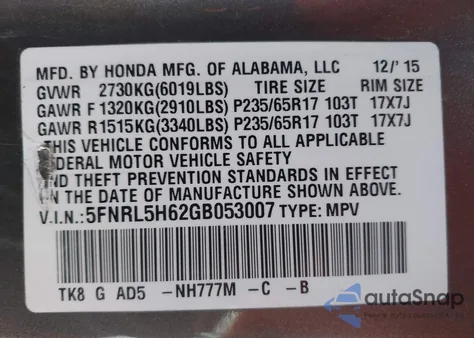 MFD. BY HONDA MFG. OF ALABAMA, LLC 12/'15
GVWR 2730KG(6019LBS) TIRE SIZE RIM SIZE
GAWR F 1320KG(2910LBS) P235/65R17 103T 17X7J
GAWR R1515KG(3340LBS) P235/65R17 103T 17X7J
THIS VEHICLE CONFORMS TO ALL APPLICABLE
FEDERAL MOTOR VEHICLE SAFETY
AND THEFT PREVENTION STANDARDS IN EFFECT
ON THE DATE OF MANUFACTURE SHOWN ABOVE.
V.I.N.:5FNRL5H62GB053007 TYPE: MPV
TK8 G AD5 -NH777M -C -B
autoSnap